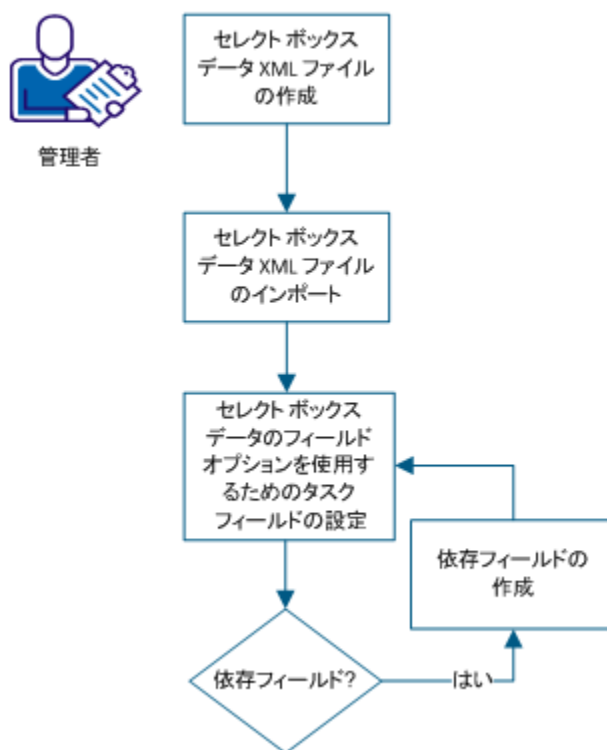 セレクト ボックス
データ XML ファイル
の作成
管理者
セレクト ボックス
データ XML ファイル
のインポート
セレクト ボックス
データのフィールド
オプションを使用す
るためのタスク
フィールドの設定
依存フィールドの
作成
依存フィールド?
はい